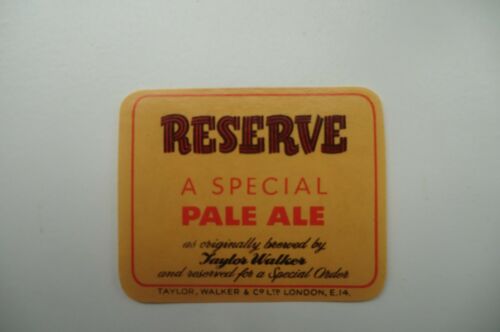 RESERVE
A SPECIAL
PALE ALE
as originally brewed by
Taylor Walker
and reserved for a Special Order
TAYLOR, WALKER & Co LTD LONDON, E.14.